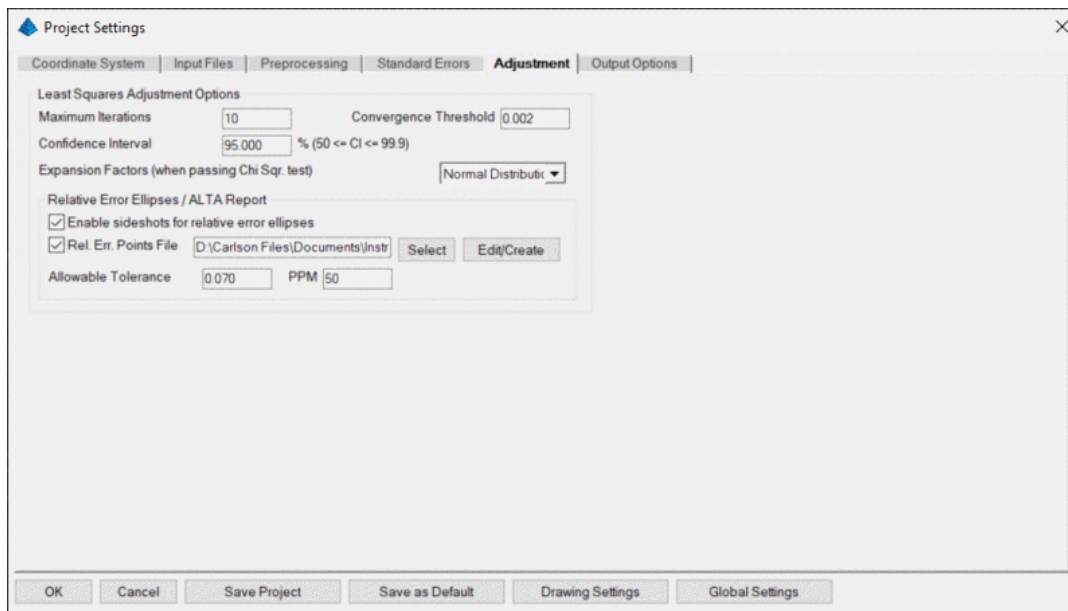 Project Settings
Coordinate System Input Files Preprocessing Standard Errors Adjustment Output Options
Least Squares Adjustment Options
Maximum Iterations 10 Convergence Threshold 0.002
Confidence Interval 95.000 % (50 <= CI <= 99.9)
Expansion Factors (when passing Chi Sqr. test) Normal Distributic
Relative Error Ellipses / ALTA Report
Enable sideshots for relative error ellipses
Rel. Err. Points File D:\Carlson Files\Documents\Instr Select Edit/Create
Allowable Tolerance 0.070 PPM 50
OK Cancel Save Project Save as Default Drawing Settings Global Settings